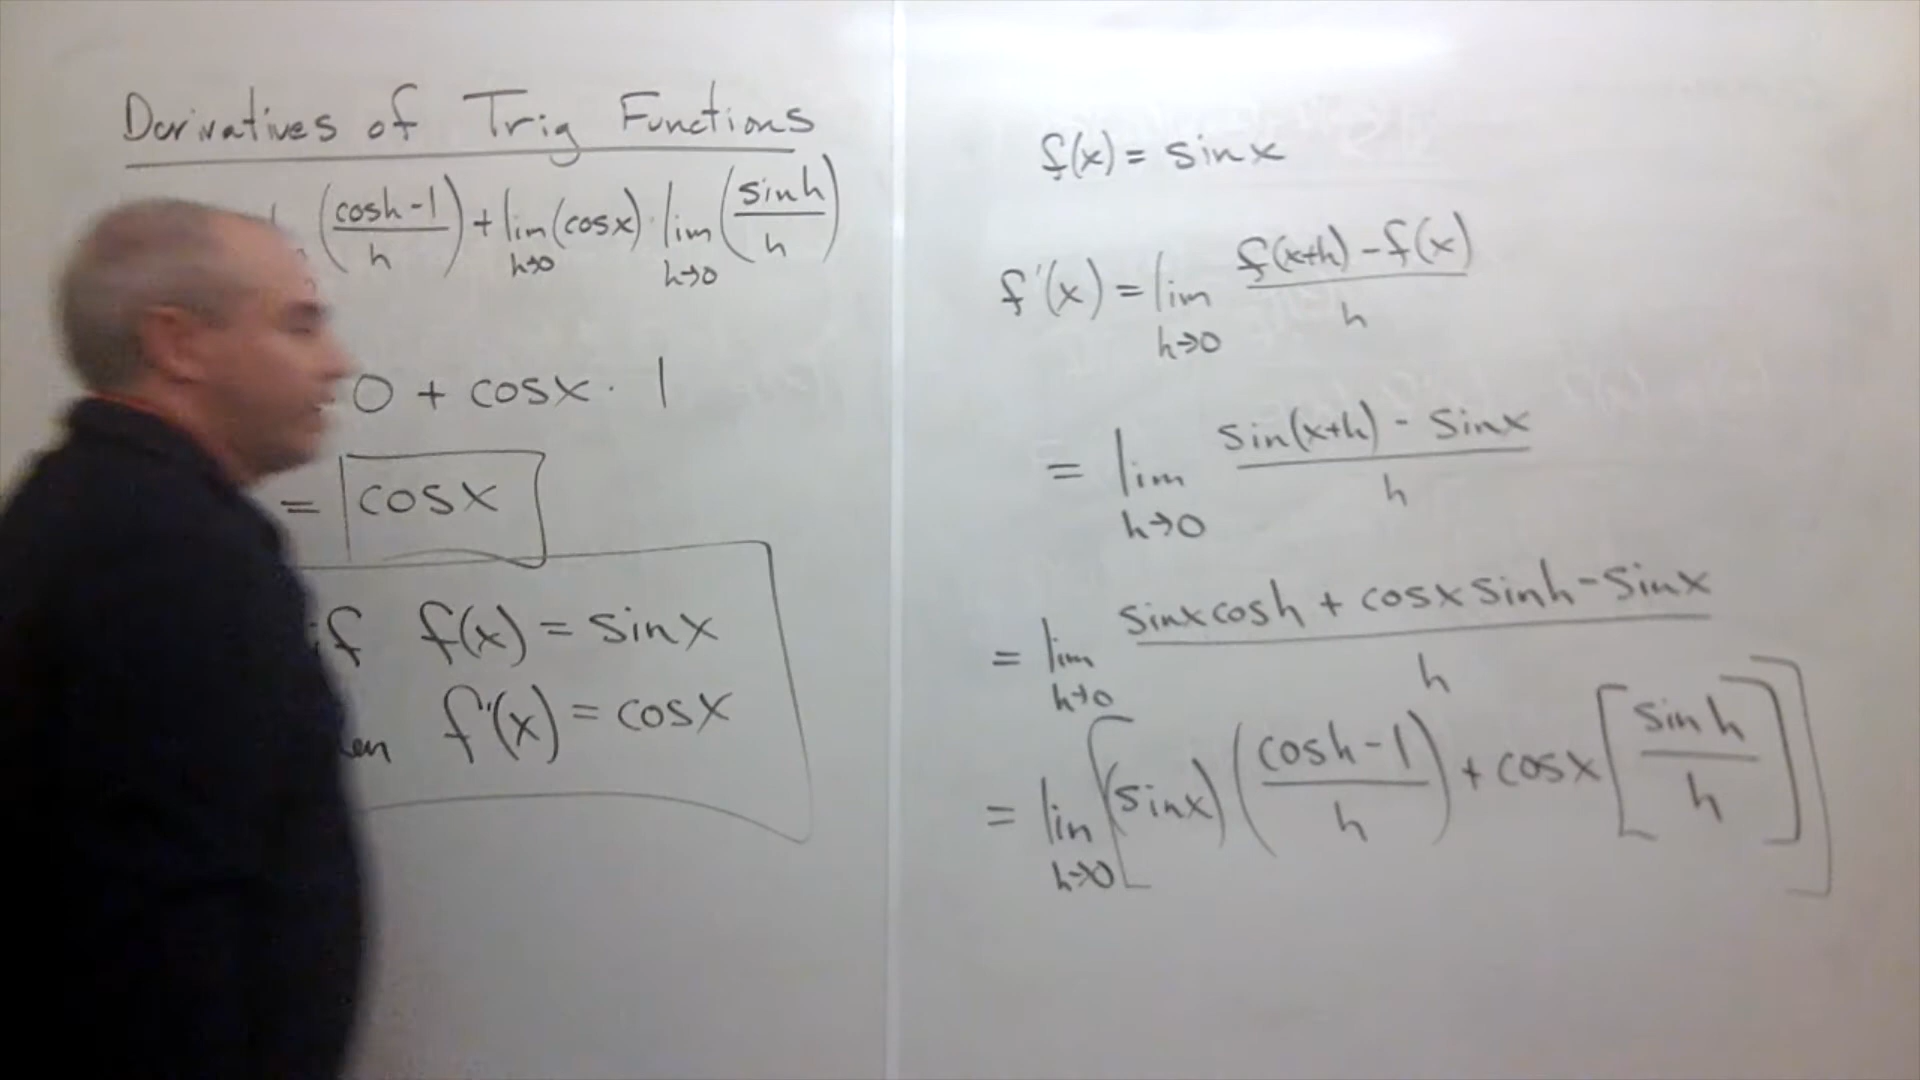 Derivatives of Trig Functions
(cosh-1)/h) + lim h→0 (cosx) · lim h→0 (sinh/h)
0 + cosx · 1
= cosx
if f(x) = sinx
f'(x) = cosx
f(x) = sinx
f'(x) = lim h→0 (f(x+h) - f(x))/h
= lim h→0 (sin(x+h) - sinx)/h
= lim h→0 (sinxcosh + cosxsinh - sinx)/h
= lim h→0 [(sinx)((cosh-1)/h) + cosx[sinh/h]]